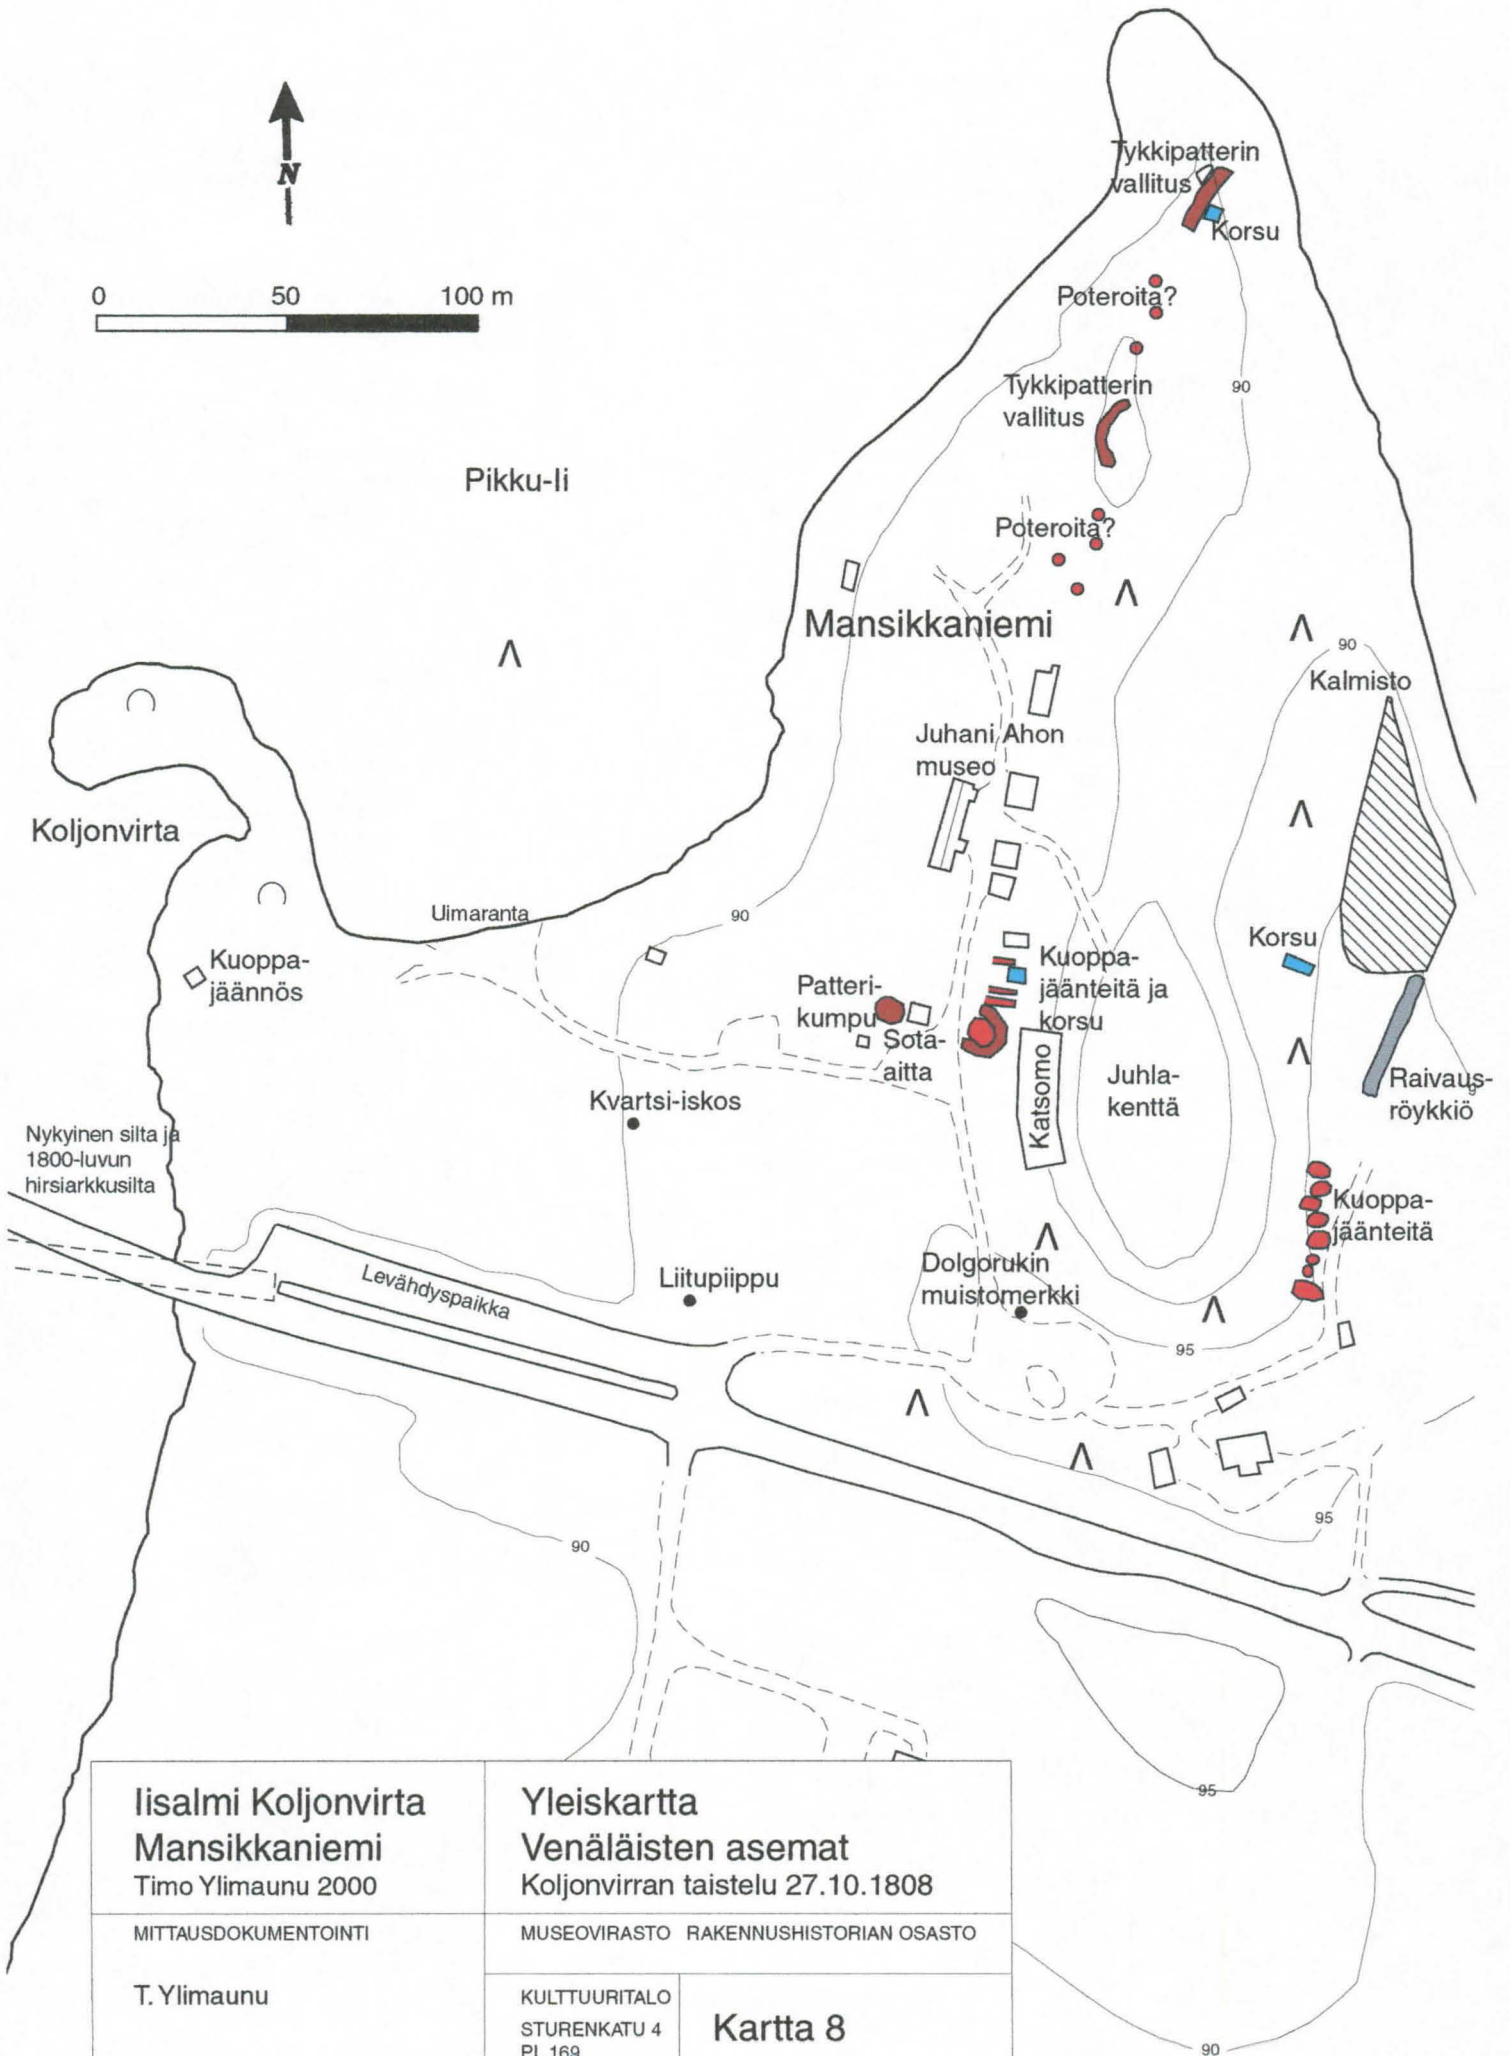 N
0 50 100 m
Tykkipatterin
vallitus
Korsu
Poteroita?
Tykkipatterin
vallitus
90
Pikku-Ii
Poteroita?
Mansikkaniemi
90
Kalmisto
Juhani Ahon
museo
Koljonvirta
Uimaranta
90
Korsu
Kuoppa-
jäännös
Kuoppa-
jäänteitä ja
korsu
Patteri-
kumpu
Sota-
aitta
Katsomo
Juhla-
kenttä
Raivaus-
röykkiö
Kvartsi-iskos
Nykyinen silta ja
1800-luvun
hirsiarkkusilta
Kuoppa-
jäänteitä
Levähdyspaikka
Liitupiippu
Dolgorukin
muistomerkki
95
95
90
95
Iisalmi Koljonvirta
Mansikkaniemi
Timo Ylimaunu 2000
Yleiskartta
Venäläisten asemat
Koljonvirran taistelu 27.10.1808
MITTAUSDOKUMENTOINTI
MUSEOVIRASTO RAKENNUSHISTORIAN OSASTO
T. Ylimaunu
KULTTUURITALO
STURENKATU 4
PL 169
Kartta 8
90